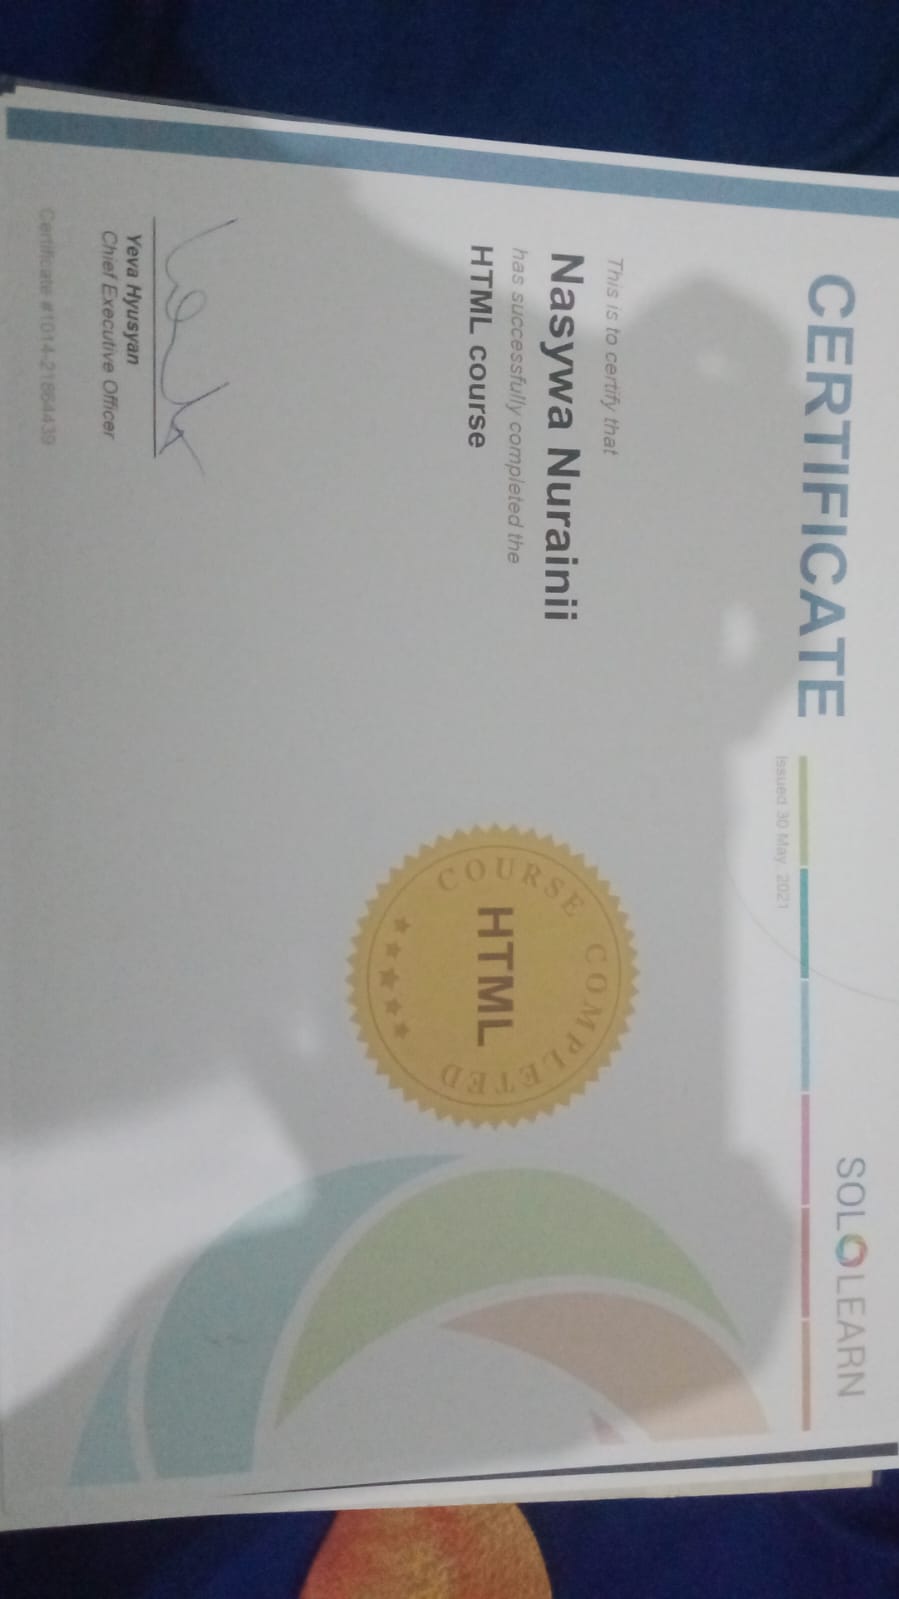 CERTIFICATE
SOLOLEARN
Issued 30 May, 2021
This is to certify that
Nasywa Nurainii
has successfully completed the
HTML course
COURSE COMPLETED
HTML
Yeva Hyusyan
Chief Executive Officer
Certificate #1014-21864439